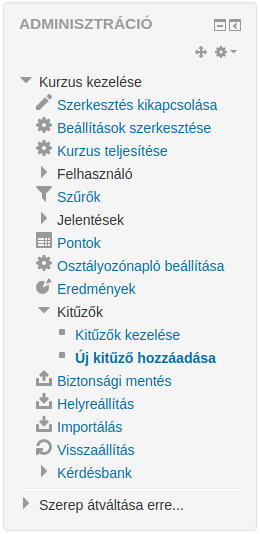 ADMINISZTRÁCIÓ
Kurzus kezelése
Szerkesztés kikapcsolása
Beállítások szerkesztése
Kurzus teljesítése
Felhasználó
Szűrők
Jelentések
Pontok
Osztályozónapló beállítása
Eredmények
Kitűzők
Kitűzők kezelése
Új kitűző hozzáadása
Biztonsági mentés
Helyreállítás
Importálás
Visszaállítás
Kérdésbank
Szerep átváltása erre...